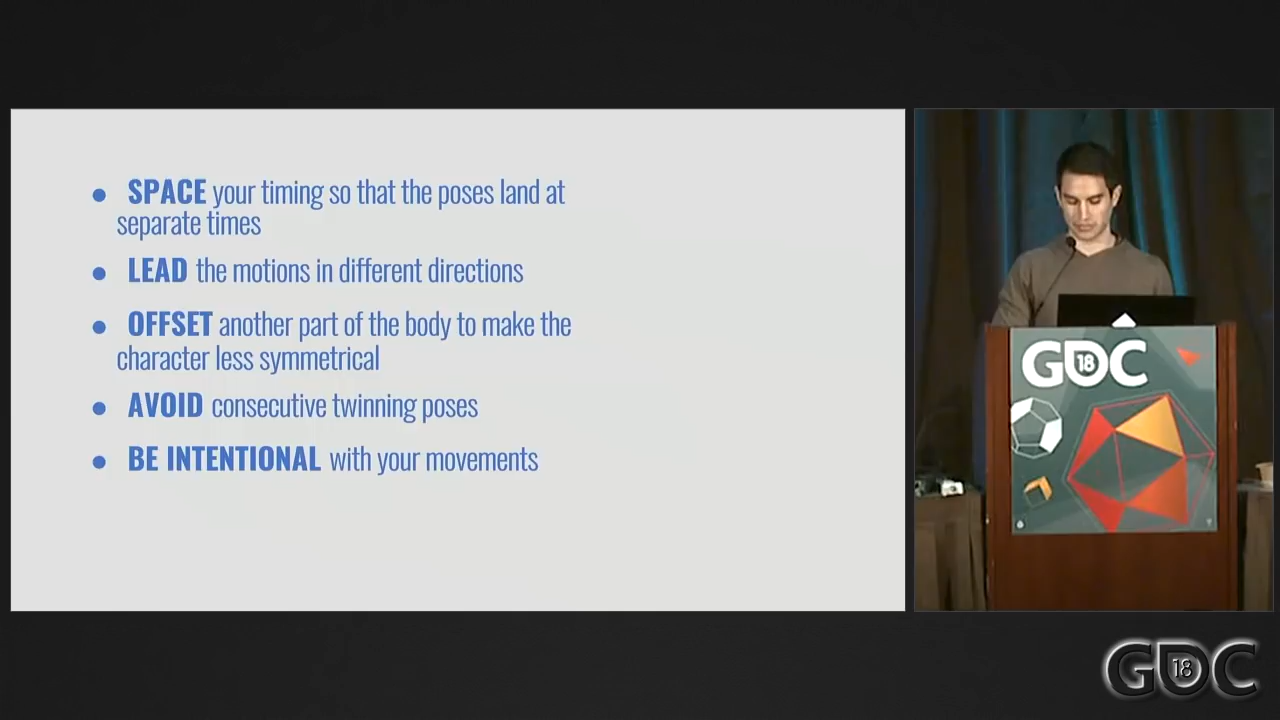 ● SPACE your timing so that the poses land at
separate times
● LEAD the motions in different directions
● OFFSET another part of the body to make the
character less symmetrical
● AVOID consecutive twinning poses
● BE INTENTIONAL with your movements
GDC 18
GDC 18